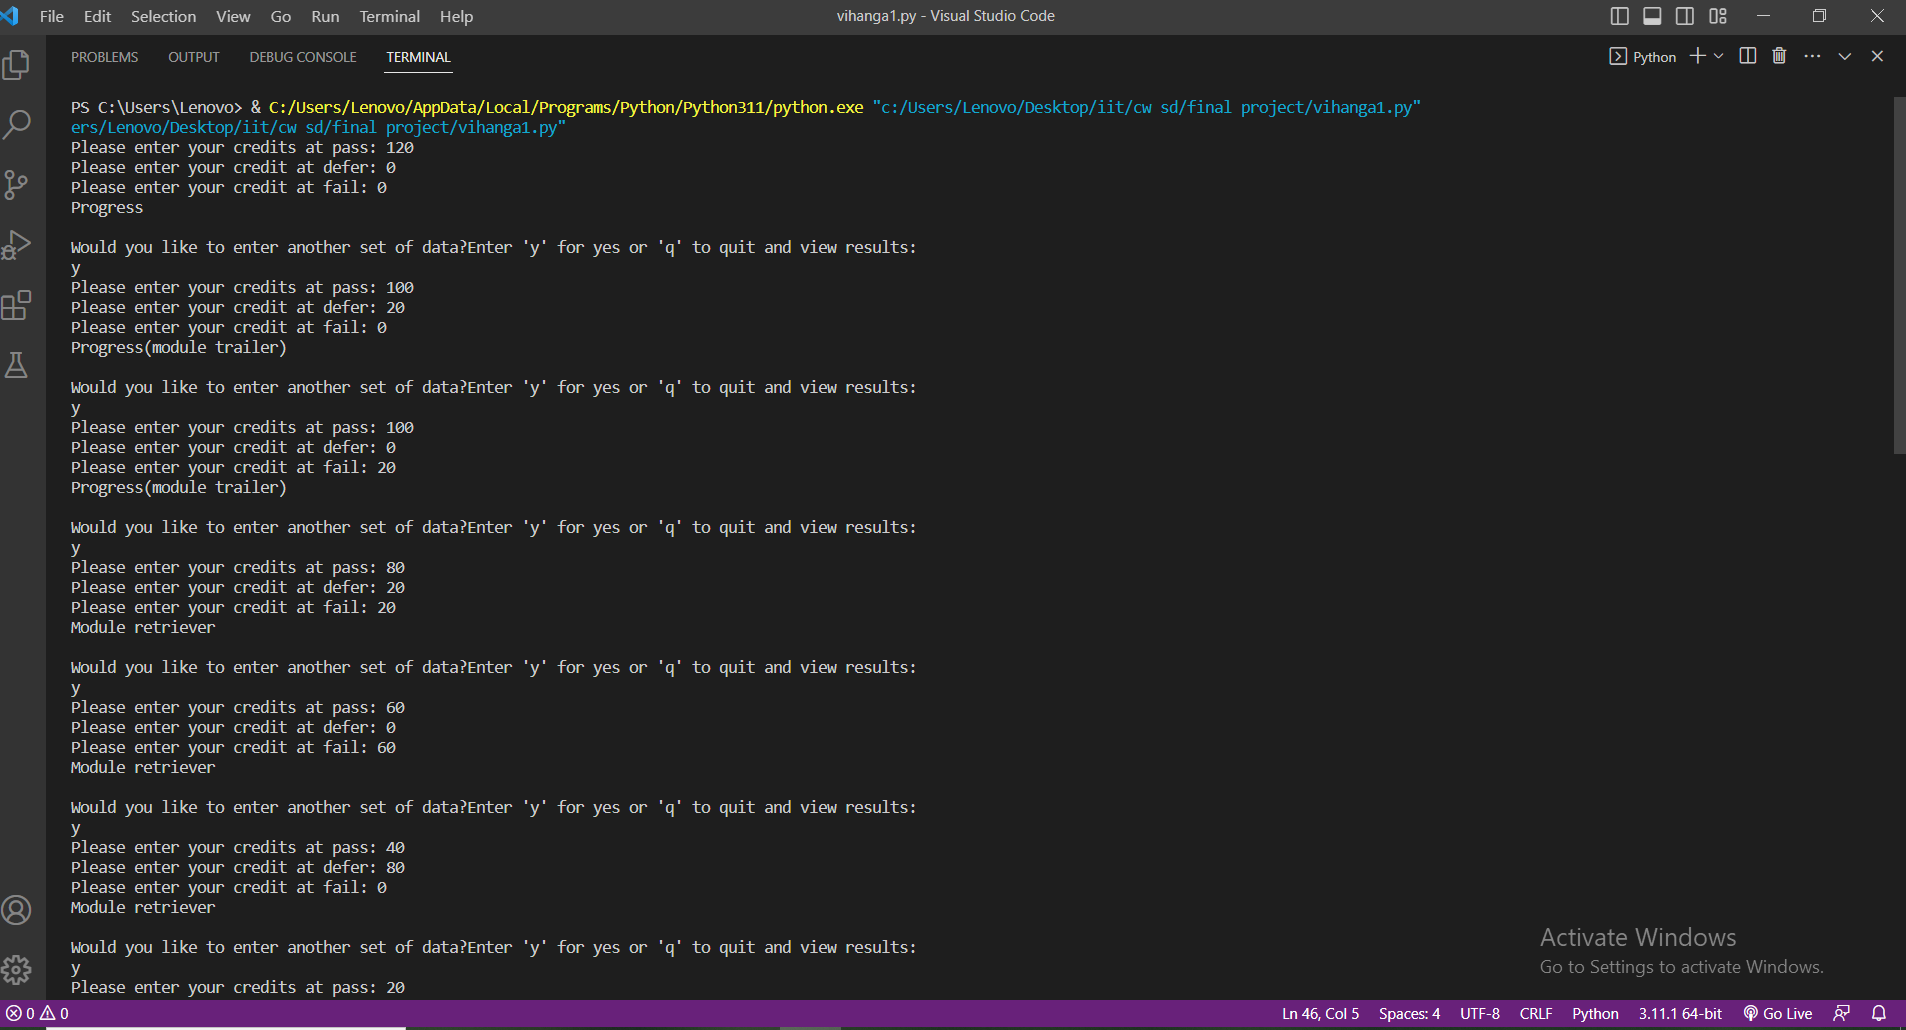 File Edit Selection View Go Run Terminal Help vihanga1.py - Visual Studio Code
PROBLEMS OUTPUT DEBUG CONSOLE TERMINAL Python
PS C:\Users\Lenovo> & C:/Users/Lenovo/AppData/Local/Programs/Python/Python311/python.exe "c:/Users/Lenovo/Desktop/iit/cw sd/final project/vihanga1.py"
ers/Lenovo/Desktop/iit/cw sd/final project/vihanga1.py"
Please enter your credits at pass: 120
Please enter your credit at defer: 0
Please enter your credit at fail: 0
Progress
Would you like to enter another set of data?Enter 'y' for yes or 'q' to quit and view results:
y
Please enter your credits at pass: 100
Please enter your credit at defer: 20
Please enter your credit at fail: 0
Progress(module trailer)
Would you like to enter another set of data?Enter 'y' for yes or 'q' to quit and view results:
y
Please enter your credits at pass: 100
Please enter your credit at defer: 0
Please enter your credit at fail: 20
Progress(module trailer)
Would you like to enter another set of data?Enter 'y' for yes or 'q' to quit and view results:
y
Please enter your credits at pass: 80
Please enter your credit at defer: 20
Please enter your credit at fail: 20
Module retriever
Would you like to enter another set of data?Enter 'y' for yes or 'q' to quit and view results:
y
Please enter your credits at pass: 60
Please enter your credit at defer: 0
Please enter your credit at fail: 60
Module retriever
Would you like to enter another set of data?Enter 'y' for yes or 'q' to quit and view results:
y
Please enter your credits at pass: 40
Please enter your credit at defer: 80
Please enter your credit at fail: 0
Module retriever
Would you like to enter another set of data?Enter 'y' for yes or 'q' to quit and view results:
y
Please enter your credits at pass: 20
Activate Windows
Go to Settings to activate Windows.
0 0 Ln 46, Col 5 Spaces: 4 UTF-8 CRLF Python 3.11.1 64-bit Go Live